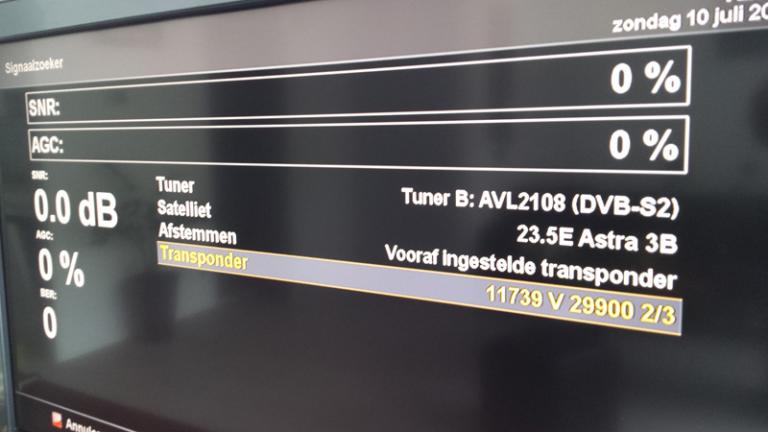 zondag 10 juli
Signaalzoeker
SNR: 0 %
AGC: 0 %
SNR:
0.0 dB
AGC:
0 %
BER:
0
Tuner Tuner B: AVL2108 (DVB-S2)
Satelliet 23.5E Astra 3B
Afstemmen Vooraf ingestelde transponder
Transponder 11739 V 29900 2/3